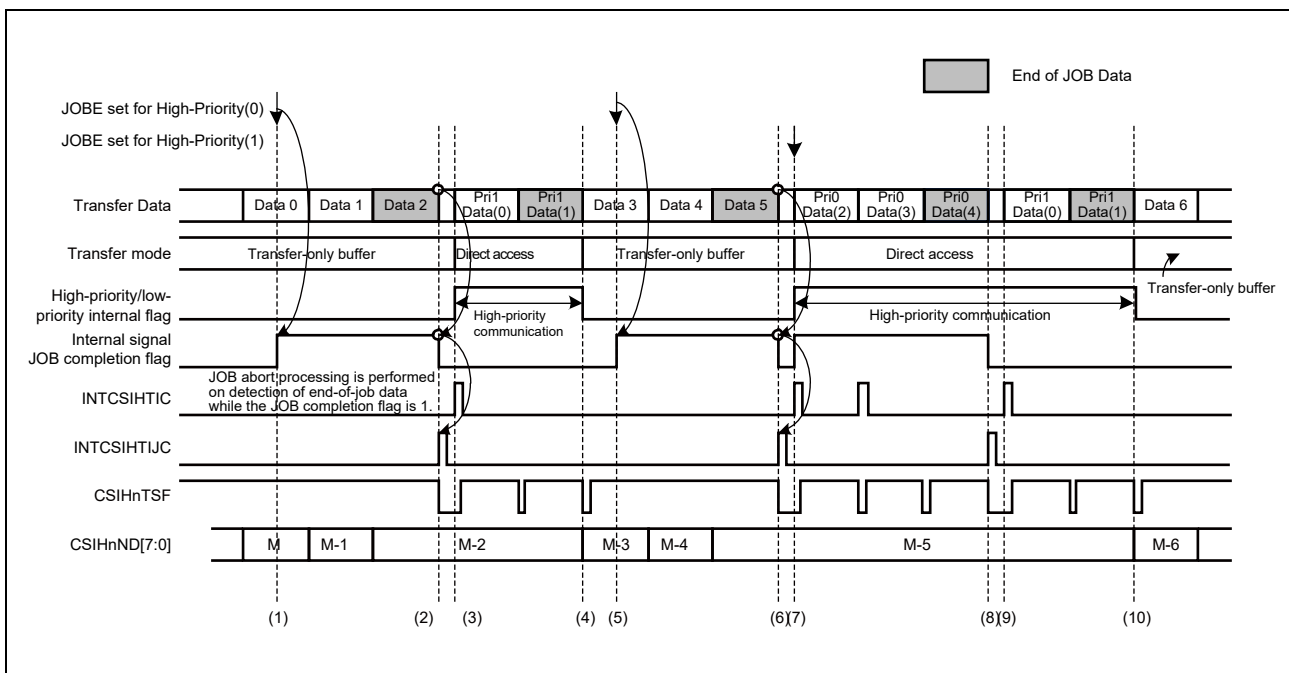 End of JOB Data
JOBE set for High-Priority(0)
JOBE set for High-Priority(1)
Transfer Data
Data 0
Data 1
Data 2
Pri1
Data(0)
Pri1
Data(1)
Data 3
Data 4
Data 5
Pri0
Data(2)
Pri0
Data(3)
Pri0
Data(4)
Pri1
Data(0)
Pri1
Data(1)
Data 6
Transfer mode
Transfer-only buffer
Direct access
Transfer-only buffer
Direct access
Transfer-only buffer
High-priority/low-
priority internal flag
High-priority
communication
High-priority communication
Internal signal
JOB completion flag
JOB abort processing is performed
on detection of end-of-job data
while the JOB completion flag is 1.
INTCSIHTIC
INTCSIHTIJC
CSIHnTSF
CSIHnND[7:0]
M
M-1
M-2
M-3
M-4
M-5
M-6
(1)
(2)
(3)
(4)
(5)
(6)
(7)
(8)
(9)
(10)